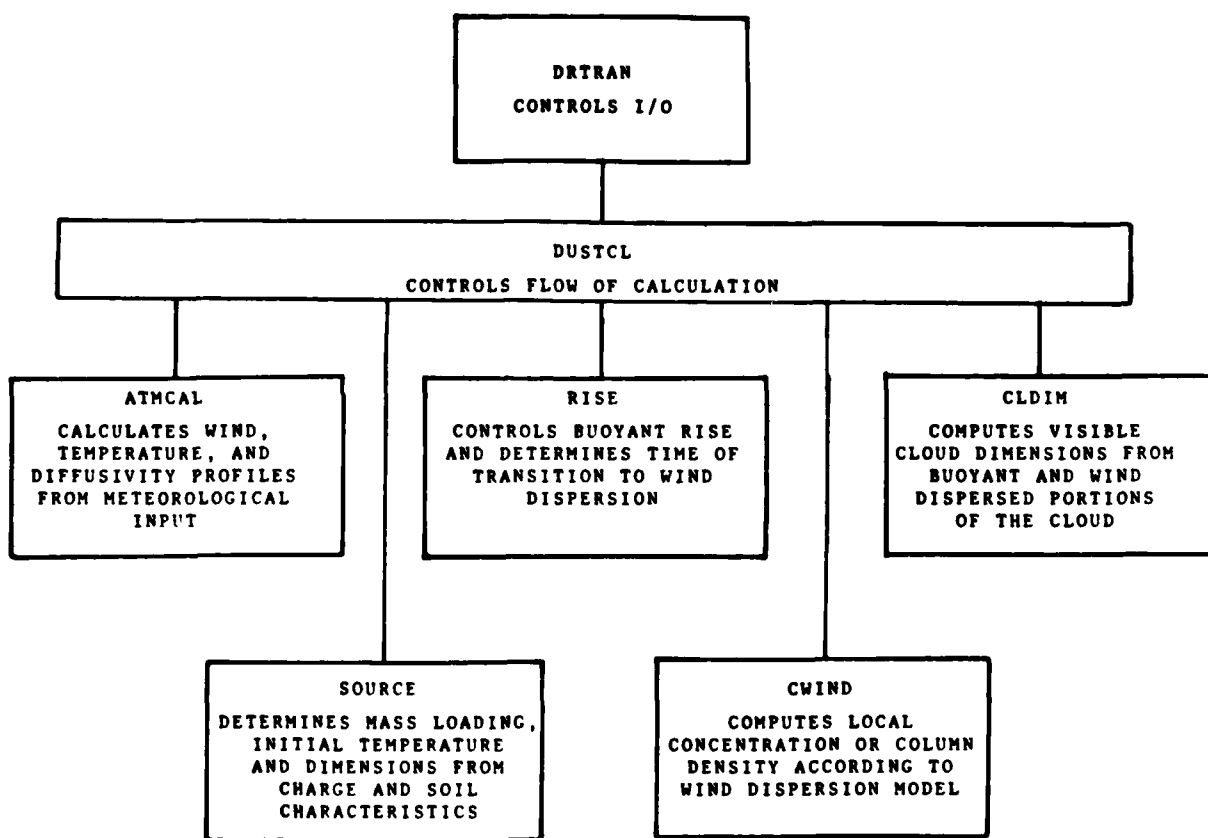 DRTRAN
CONTROLS I/O
DUSTCL
CONTROLS FLOW OF CALCULATION
ATMCAL
CALCULATES WIND,
TEMPERATURE, AND
DIFFUSIVITY PROFILES
FROM METEOROLOGICAL
INPUT
RISE
CONTROLS BUOYANT RISE
AND DETERMINES TIME OF
TRANSITION TO WIND
DISPERSION
CLDIM
COMPUTES VISIBLE
CLOUD DIMENSIONS FROM
BUOYANT AND WIND
DISPERSED PORTIONS
OF THE CLOUD
SOURCE
DETERMINES MASS LOADING,
INITIAL TEMPERATURE
AND DIMENSIONS FROM
CHARGE AND SOIL
CHARACTERISTICS
CWIND
COMPUTES LOCAL
CONCENTRATION OR COLUMN
DENSITY ACCORDING TO
WIND DISPERSION MODEL